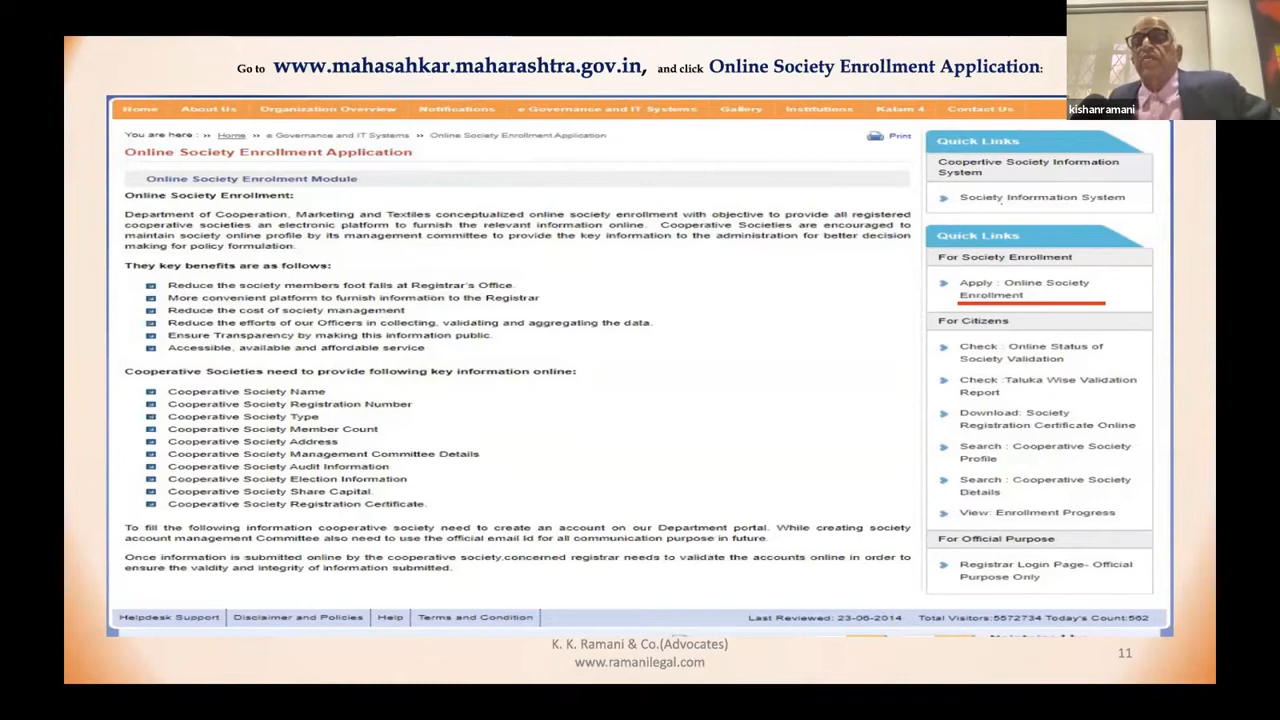 Go to www.mahasahkar.maharashtra.gov.in, and click Online Society Enrollment Application:
kishanramani
Home About Us Organization Overview Notifications e Governance and IT Systems Gallery Institutions Kalam 4 Contact Us
You are here : ›› Home ›› e Governance and IT Systems ›› Online Society Enrollment Application
Print
Online Society Enrollment Application
Online Society Enrolment Module
Online Society Enrollment:
Department of Cooperation, Marketing and Textiles conceptualized online society enrollment with objective to provide all registered
cooperative societies an electronic platform to furnish the relevant information online. Cooperative Societies are encouraged to
maintain society online profile by its management committee to provide the key information to the administration for better decision
making for policy formulation.
They key benefits are as follows:
Reduce the society members foot falls at Registrar's Office.
More convenient platform to furnish information to the Registrar
Reduce the cost of society management
Reduce the efforts of our Officers in collecting, validating and aggregating the data.
Ensure Transparency by making this information public.
Accessible, available and affordable service
Cooperative Societies need to provide following key information online:
Cooperative Society Name
Cooperative Society Registration Number
Cooperative Society Type
Cooperative Society Member Count
Cooperative Society Address
Cooperative Society Management Committee Details
Cooperative Society Audit Information
Cooperative Society Election Information
Cooperative Society Share Capital.
Cooperative Society Registration Certificate.
To fill the following information cooperative society need to create an account on our Department portal. While creating society
account management Committee also need to use the official email Id for all communication purpose in future.
Once information is submitted online by the cooperative society,concerned registrar needs to validate the accounts online in order to
ensure the validity and integrity of information submitted.
Quick Links
Coopertive Society Information
System
Society Information System
Quick Links
For Society Enrollment
Apply : Online Society
Enrollment
For Citizens
Check : Online Status of
Society Validation
Check :Taluka Wise Validation
Report
Download: Society
Registration Certificate Online
Search : Cooperative Society
Profile
Search : Cooperative Society
Details
View: Enrollment Progress
For Official Purpose
Registrar Login Page- Official
Purpose Only
Helpdesk Support Disclaimer and Policies Help Terms and Condition
Last Reviewed: 23-06-2014 Total Visitors:5572734 Today's Count:562
K. K. Ramani & Co.(Advocates)
www.ramanilegal.com
11